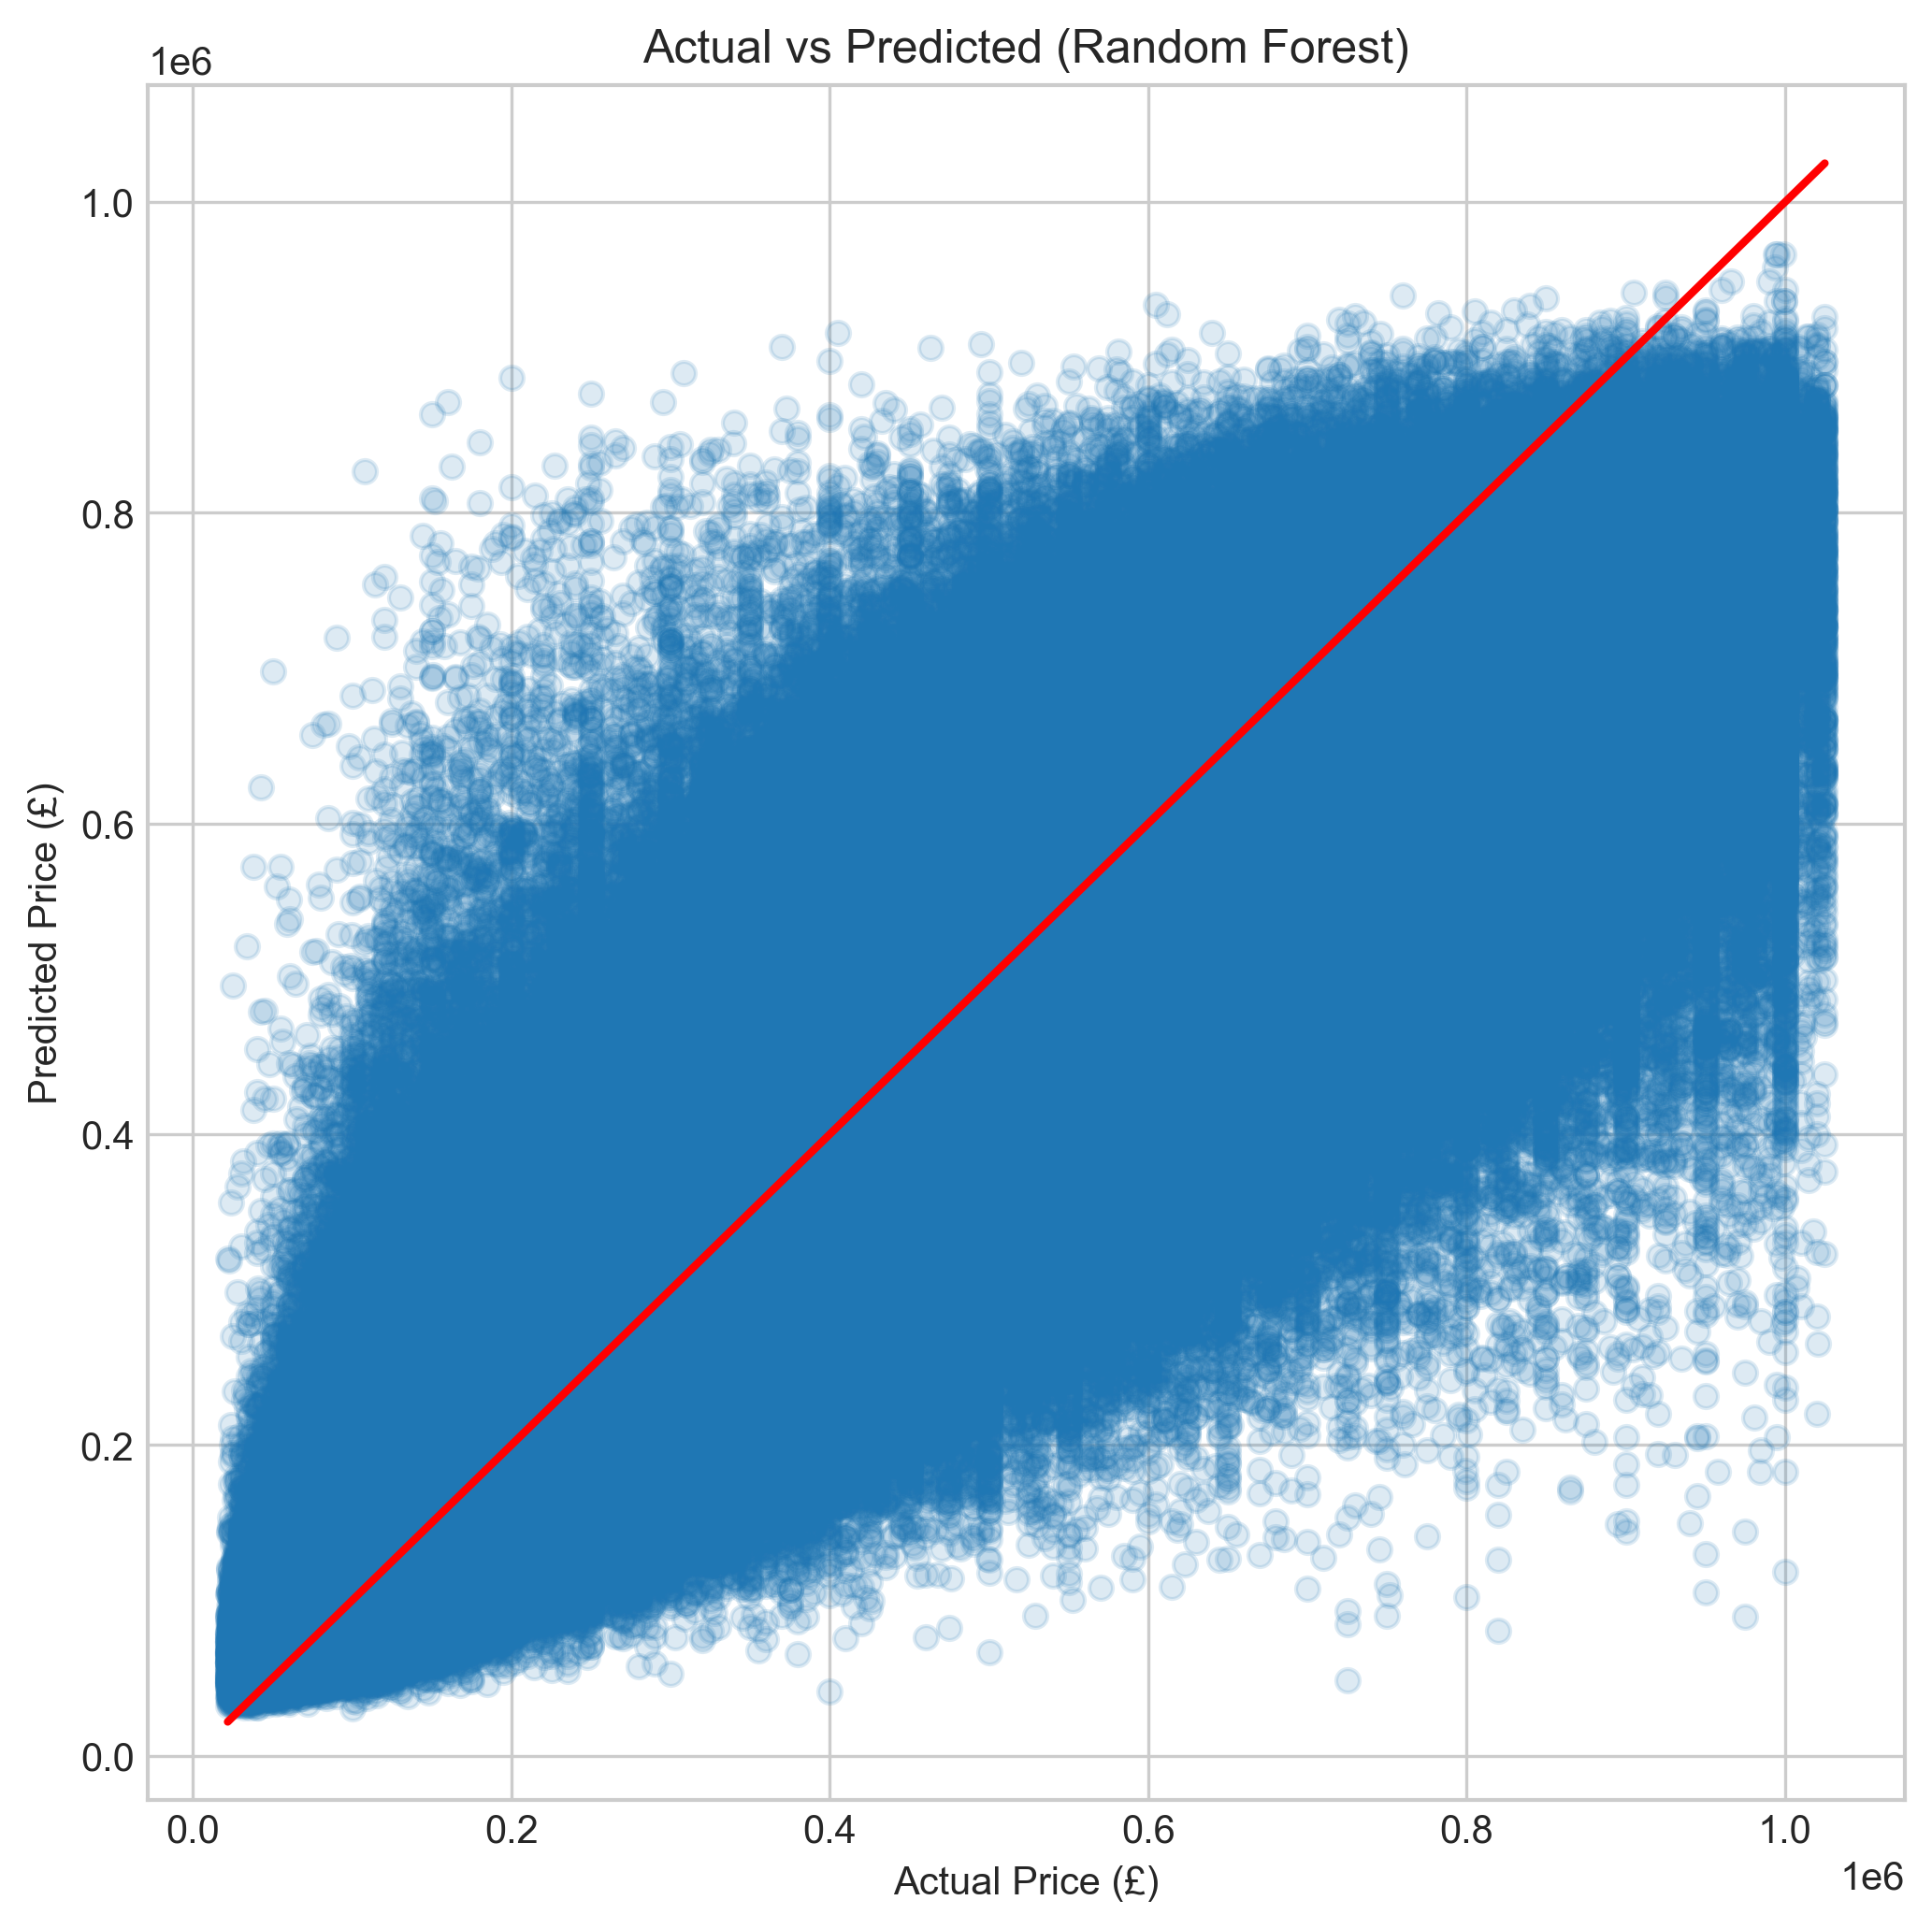 Actual vs Predicted (Random Forest)
1e6
1.0
0.8
0.6
0.4
0.2
0.0
Predicted Price (£)
0.0 0.2 0.4 0.6 0.8 1.0
1e6
Actual Price (£)